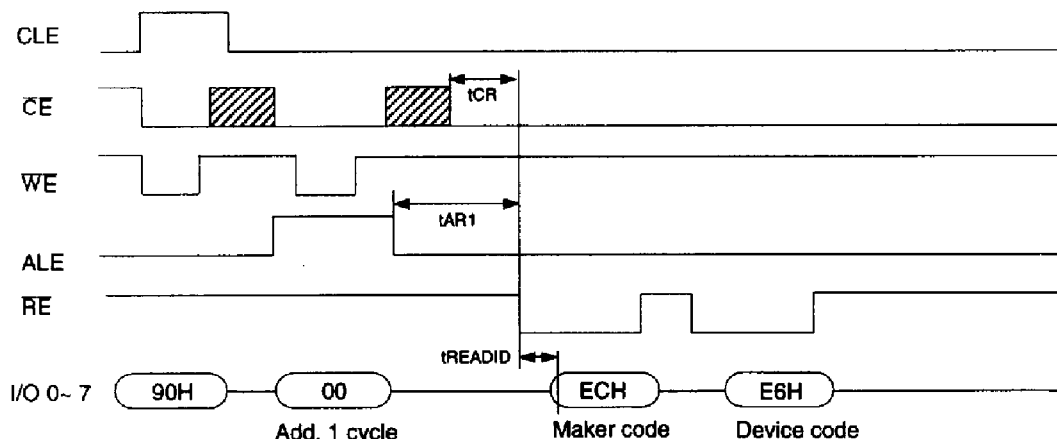 CLE
CE
tCR
WE
tAR1
ALE
RE
tREADID
I/O 0~ 7
90H
00
ECH
E6H
Add. 1 cycle
Maker code
Device code